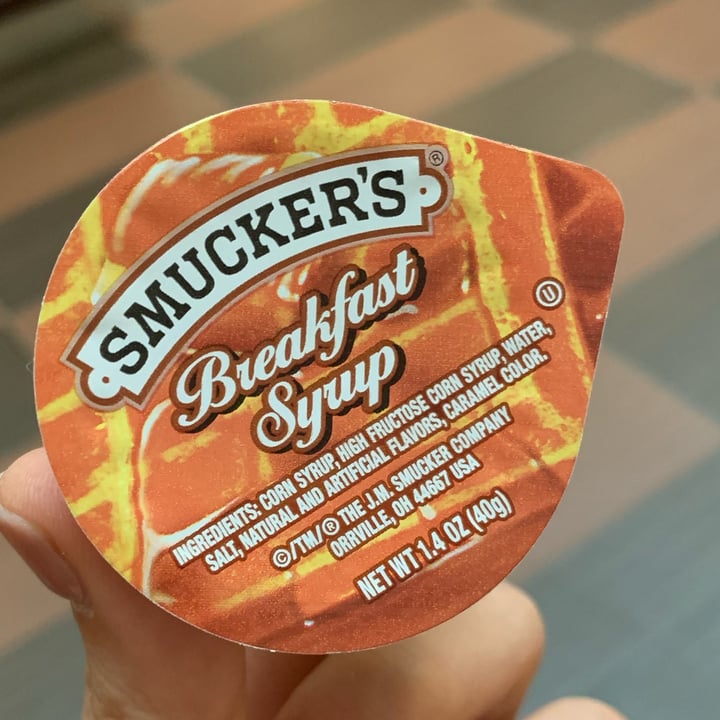 SMUCKER'S®
Breakfast
Syrup
Ⓤ
INGREDIENTS: CORN SYRUP, HIGH FRUCTOSE CORN SYRUP, WATER,
SALT, NATURAL AND ARTIFICIAL FLAVORS, CARAMEL COLOR.
©/TM/® THE J.M. SMUCKER COMPANY
ORRVILLE, OH 44667 USA
NET WT 1.4 OZ (40g)